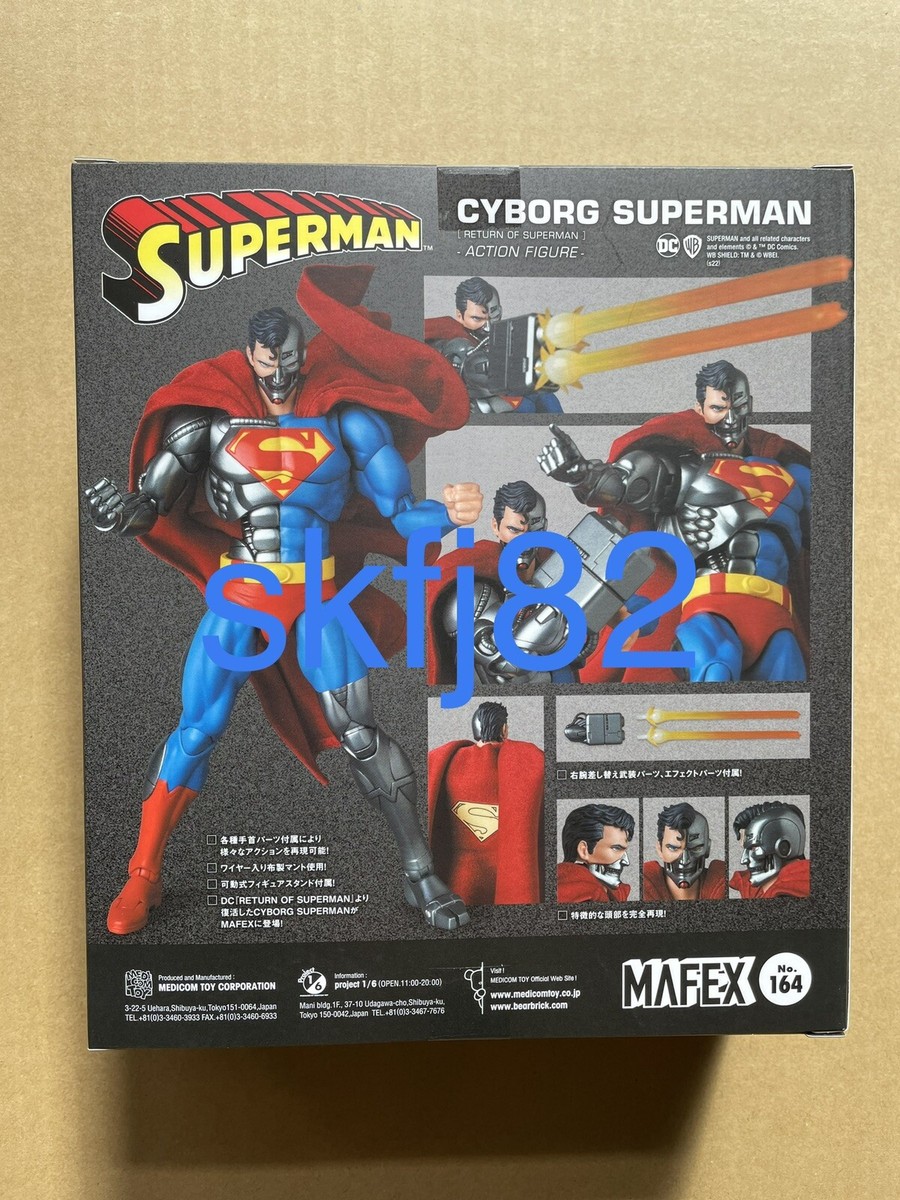 SUPERMAN™
CYBORG SUPERMAN
[ RETURN OF SUPERMAN ]
- ACTION FIGURE -
DC
WB
SUPERMAN and all related characters
and elements © & ™ DC Comics.
WB SHIELD: TM & © WBEI.
(s22)
skfj82
□ 右腕差し替え武装パーツ、エフェクトパーツ付属!
□ 各種手首パーツ付属により
様々なアクションを再現可能!
□ ワイヤー入り布製マント使用!
□ 可動式フィギュアスタンド付属!
□ DC「RETURN OF SUPERMAN」より
復活したCYBORG SUPERMANが
MAFEXに登場!
□ 特徴的な頭部を完全再現!
MEDICOM TOY
Produced and Manufactured :
MEDICOM TOY CORPORATION
3-22-5 Uehara,Shibuya-ku,Tokyo151-0064,Japan
TEL.+81(0)3-3460-3933 FAX.+81(0)3-3460-6933
Project 1/6
Information :
project 1/6 (OPEN.11:00-20:00)
Mani bldg.1F., 37-10 Udagawa-cho,Shibuya-ku,
Tokyo 150-0042,Japan TEL.+81(0)3-3467-7676
Visit !
MEDICOM TOY Official Web Site !
www.medicomtoy.co.jp
www.bearbrick.com
MAFEX
No.
164